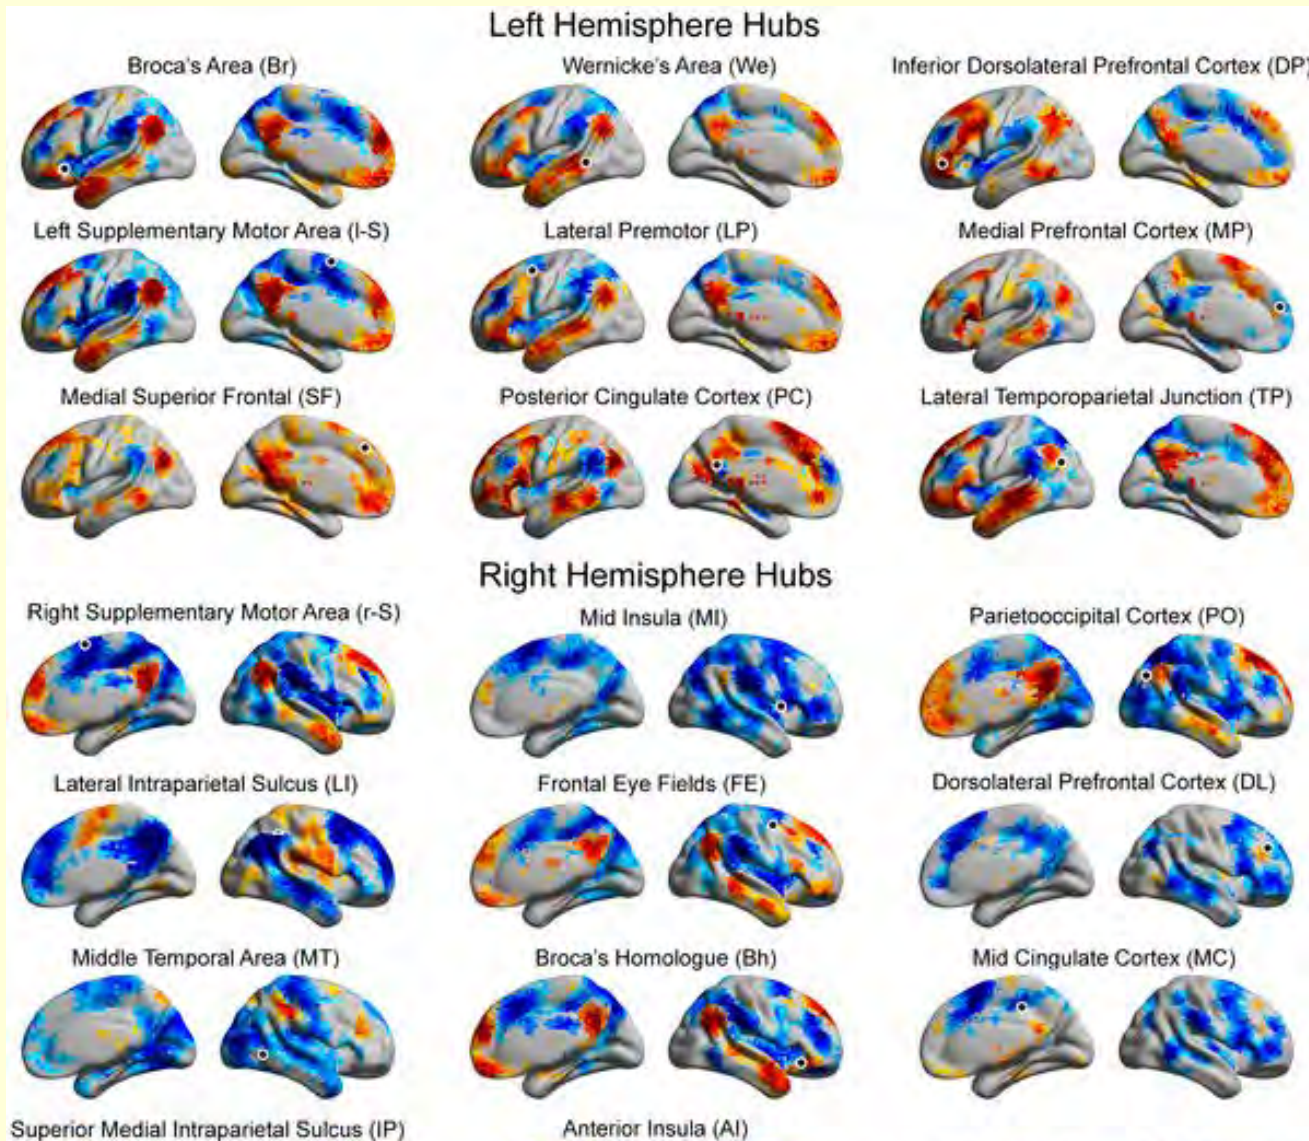 Left Hemisphere Hubs
Broca's Area (Br)
Wernicke's Area (We)
Inferior Dorsolateral Prefrontal Cortex (DP)
Left Supplementary Motor Area (l-S)
Lateral Premotor (LP)
Medial Prefrontal Cortex (MP)
Medial Superior Frontal (SF)
Posterior Cingulate Cortex (PC)
Lateral Temporoparietal Junction (TP)
Right Hemisphere Hubs
Right Supplementary Motor Area (r-S)
Mid Insula (MI)
Parietooccipital Cortex (PO)
Lateral Intraparietal Sulcus (LI)
Frontal Eye Fields (FE)
Dorsolateral Prefrontal Cortex (DL)
Middle Temporal Area (MT)
Broca's Homologue (Bh)
Mid Cingulate Cortex (MC)
Superior Medial Intraparietal Sulcus (IP)
Anterior Insula (AI)